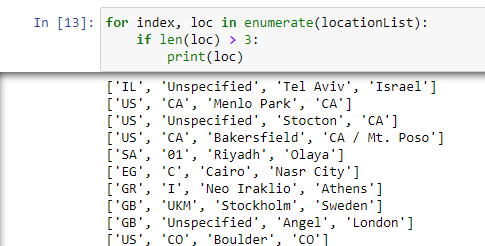 In [13]: for index, loc in enumerate(locationList):
if len(loc) > 3:
print(loc)
['IL', 'Unspecified', 'Tel Aviv', 'Israel']
['US', 'CA', 'Menlo Park', 'CA']
['US', 'Unspecified', 'Stocton', 'CA']
['US', 'CA', 'Bakersfield', 'CA / Mt. Poso']
['SA', '01', 'Riyadh', 'Olaya']
['EG', 'C', 'Cairo', 'Nasr City']
['GR', 'I', 'Neo Iraklio', 'Athens']
['GB', 'UKM', 'Stockholm', 'Sweden']
['GB', 'Unspecified', 'Angel', 'London']
['US', 'CO', 'Boulder', 'CO']